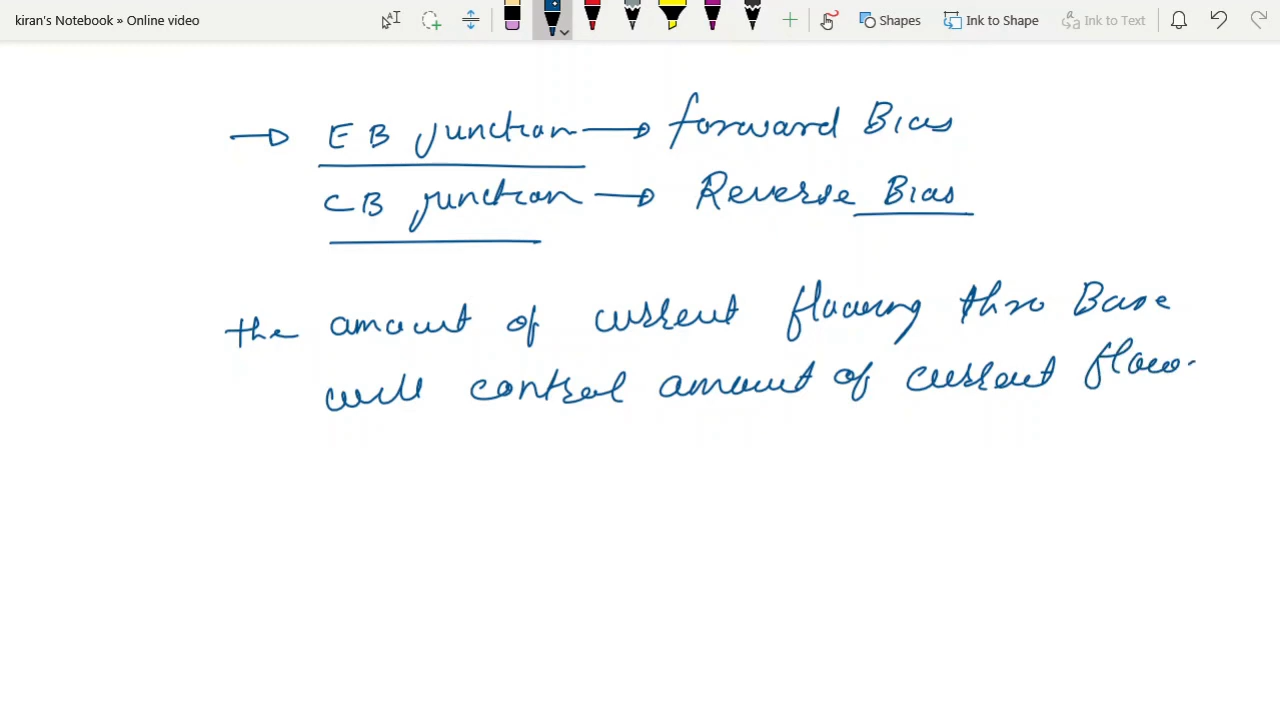 kiran's Notebook » Online video
Shapes
Ink to Shape
Ink to Text
→ EB junction → forward Bias
CB junction → Reverse Bias
the amount of current flowing thro Base
will control amount of current flow.